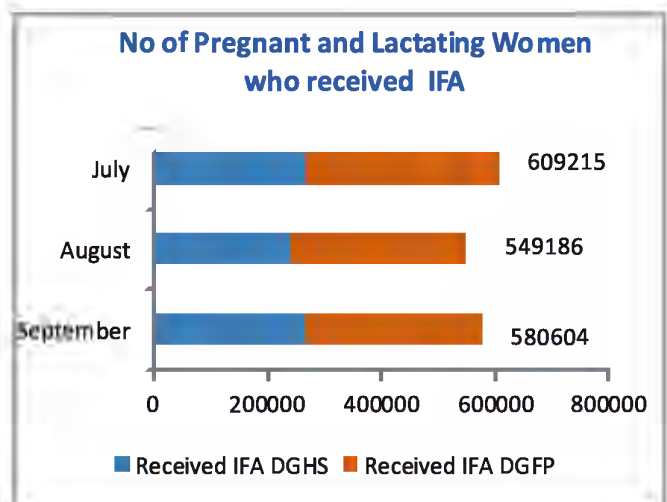 No of Pregnant and Lactating Women
who received IFA
July
609215
August
549186
September
580604
0 200000 400000 600000 800000
Received IFA DGHS Received IFA DGFP